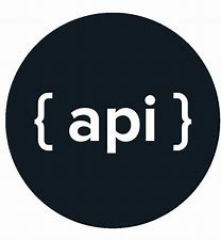 { api }